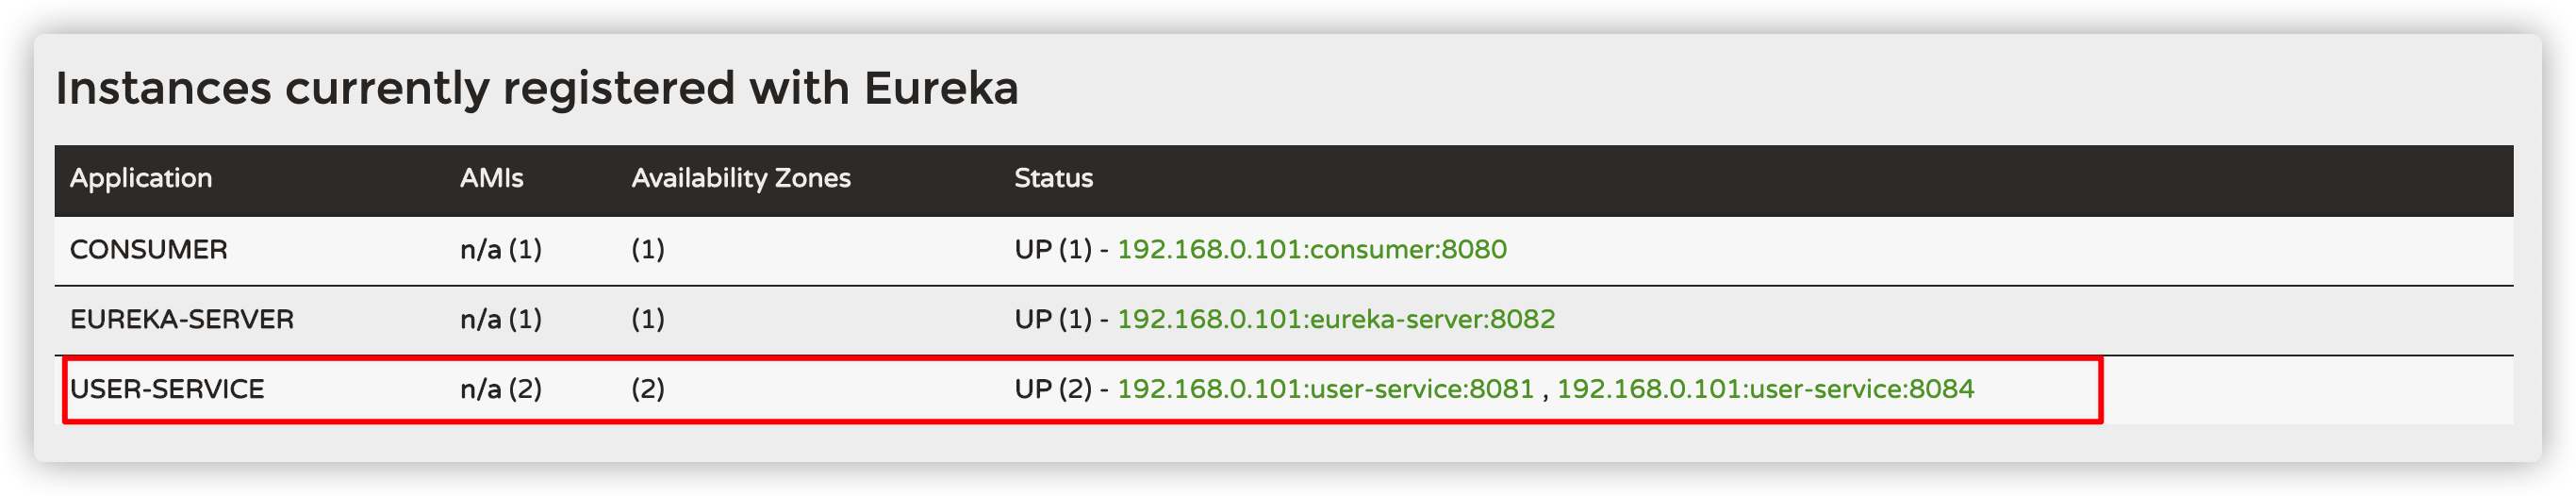 Instances currently registered with Eureka
Application AMIs Availability Zones Status
CONSUMER n/a (1) (1) UP (1) - 192.168.0.101:consumer:8080
EUREKA-SERVER n/a (1) (1) UP (1) - 192.168.0.101:eureka-server:8082
USER-SERVICE n/a (2) (2) UP (2) - 192.168.0.101:user-service:8081 , 192.168.0.101:user-service:8084